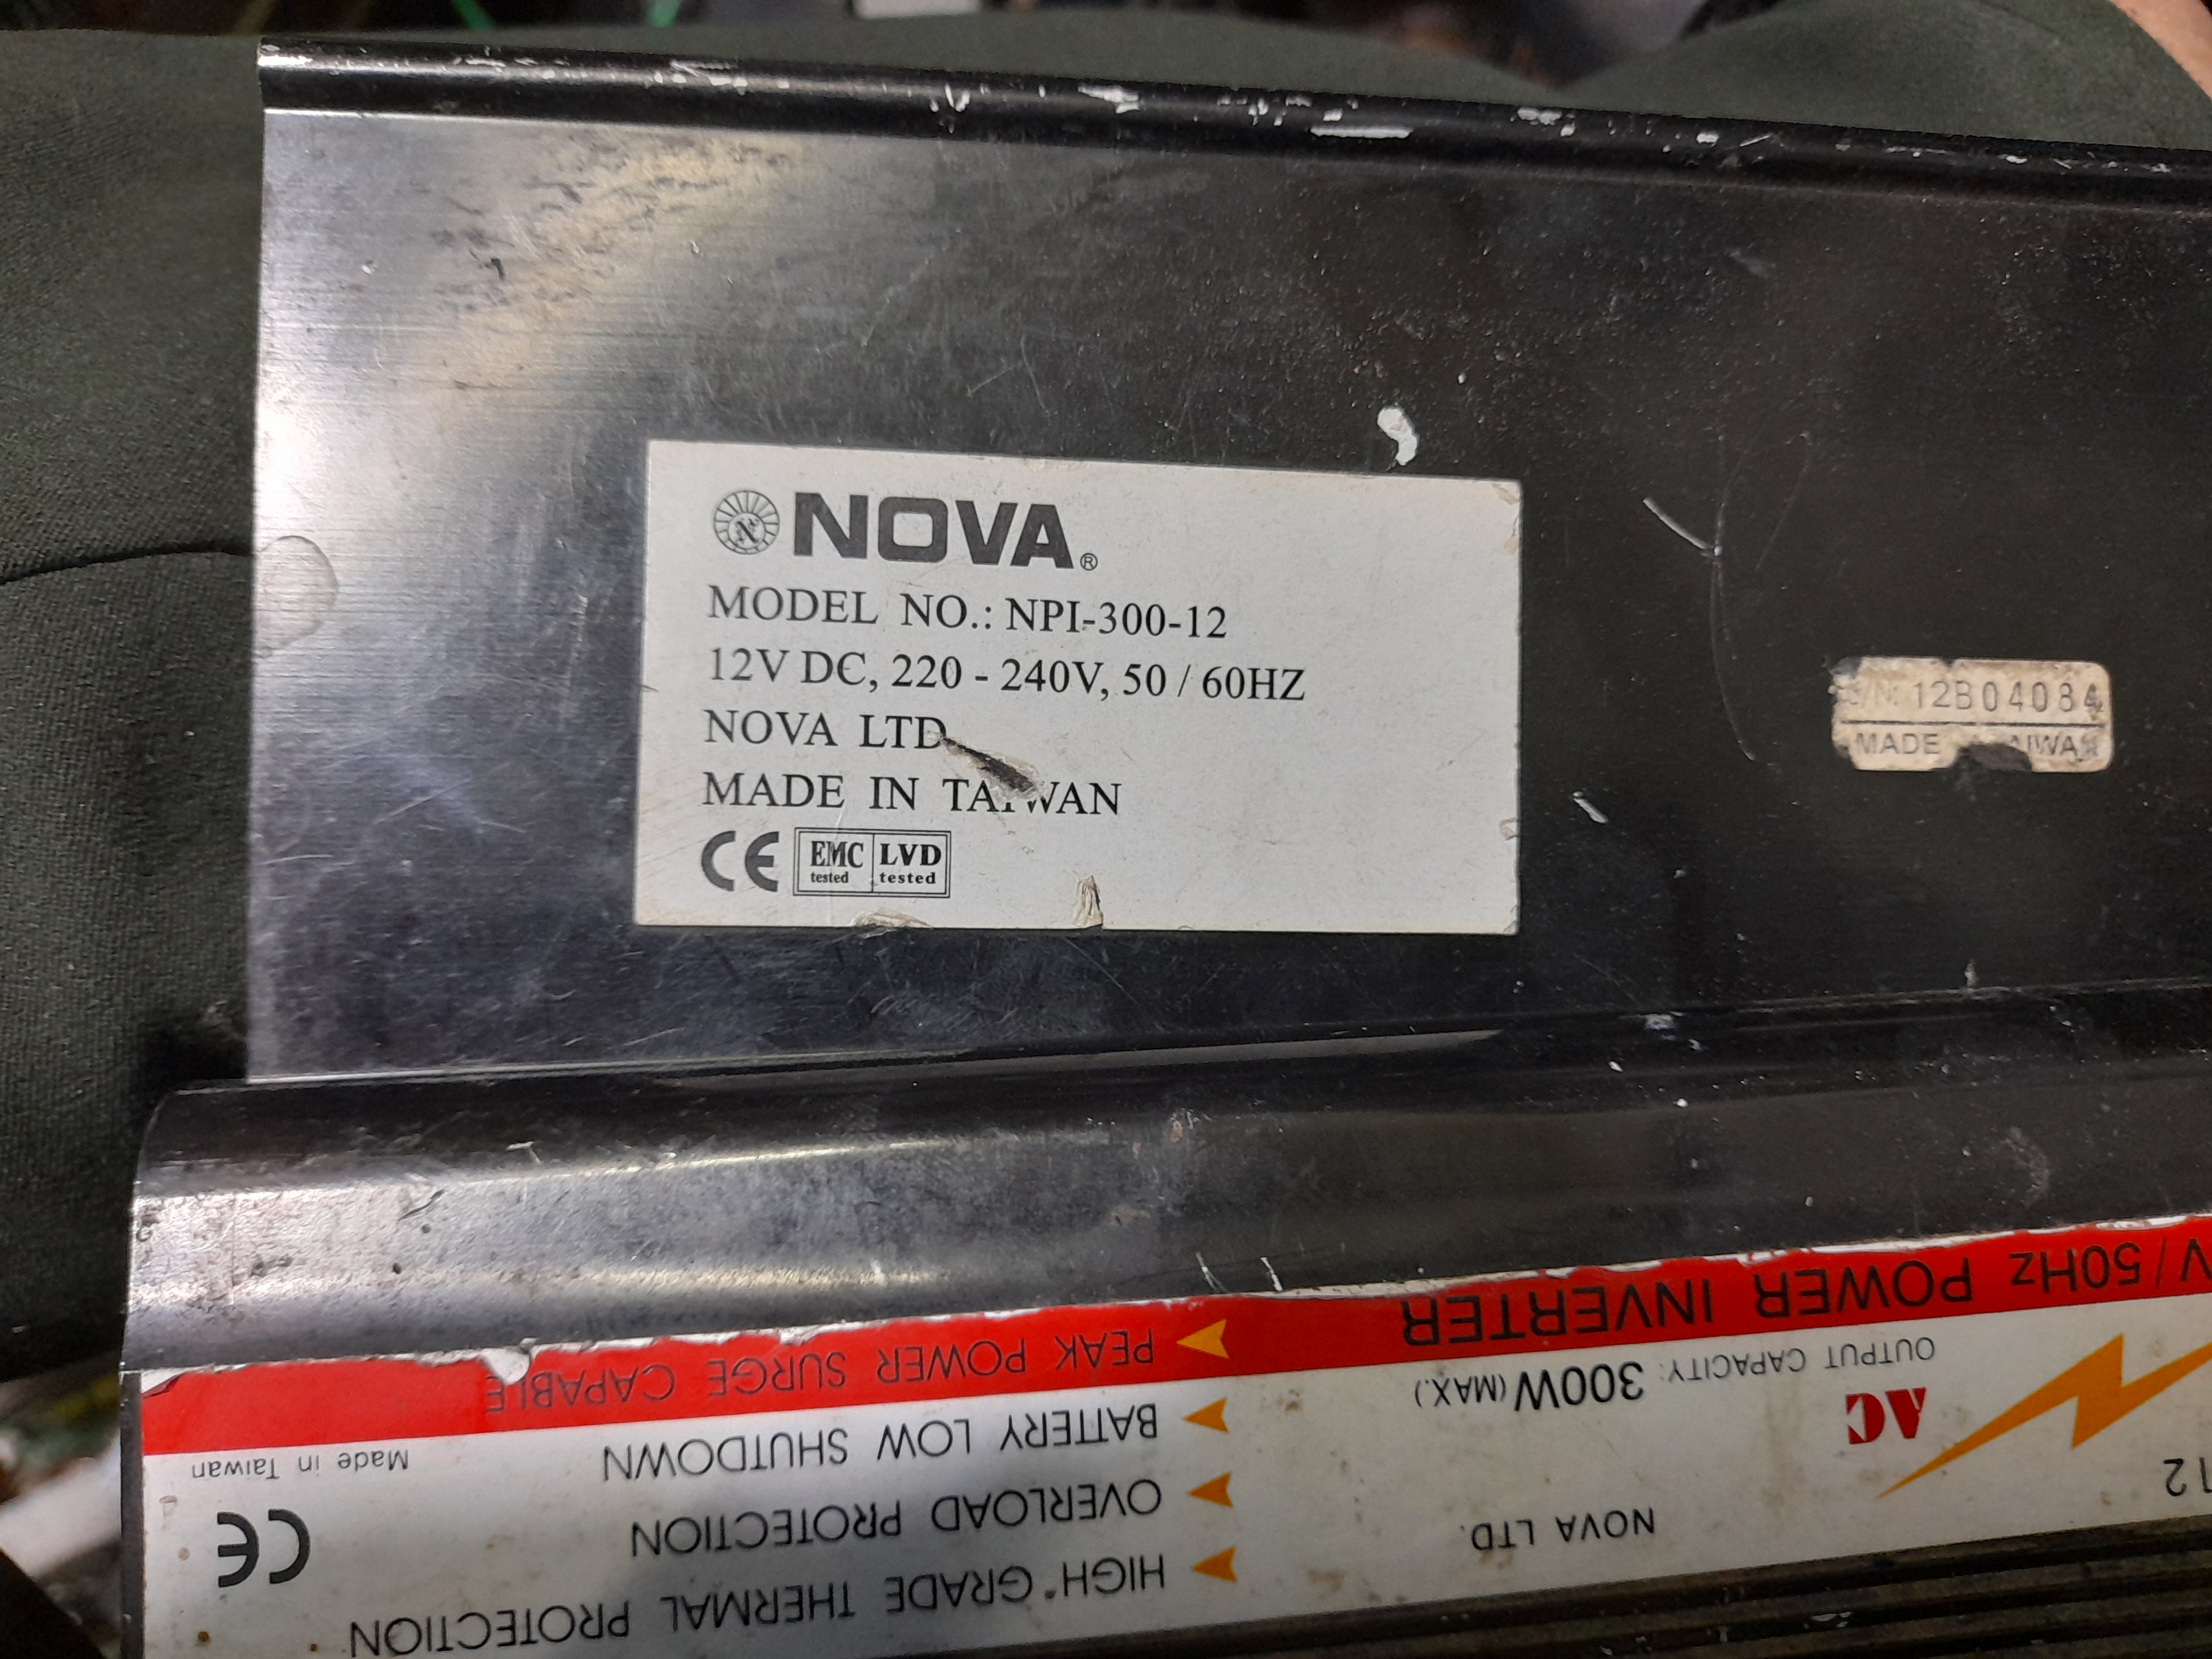 NOVA®
MODEL NO.: NPI-300-12
12V DC, 220 - 240V, 50 / 60HZ
NOVA LTD
MADE IN TAIWAN
CE EMC tested LVD tested
S/N: 12B04084
MADE TAIWAN
V / 50Hz POWER INVERTER
OUTPUT CAPACITY: 300W (MAX.)
AC
12
NOVA LTD.
PEAK POWER SURGE CAPABLE
BATTERY LOW SHUTDOWN
OVERLOAD PROTECTION
HIGH GRADE THERMAL PROTECTION
Made in Taiwan
CE